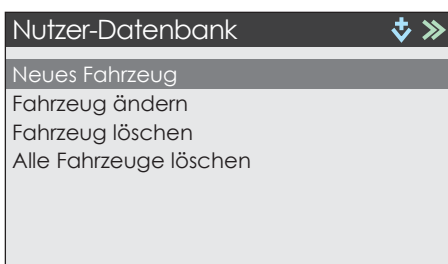 Nutzer-Datenbank
Neues Fahrzeug
Fahrzeug ändern
Fahrzeug löschen
Alle Fahrzeuge löschen